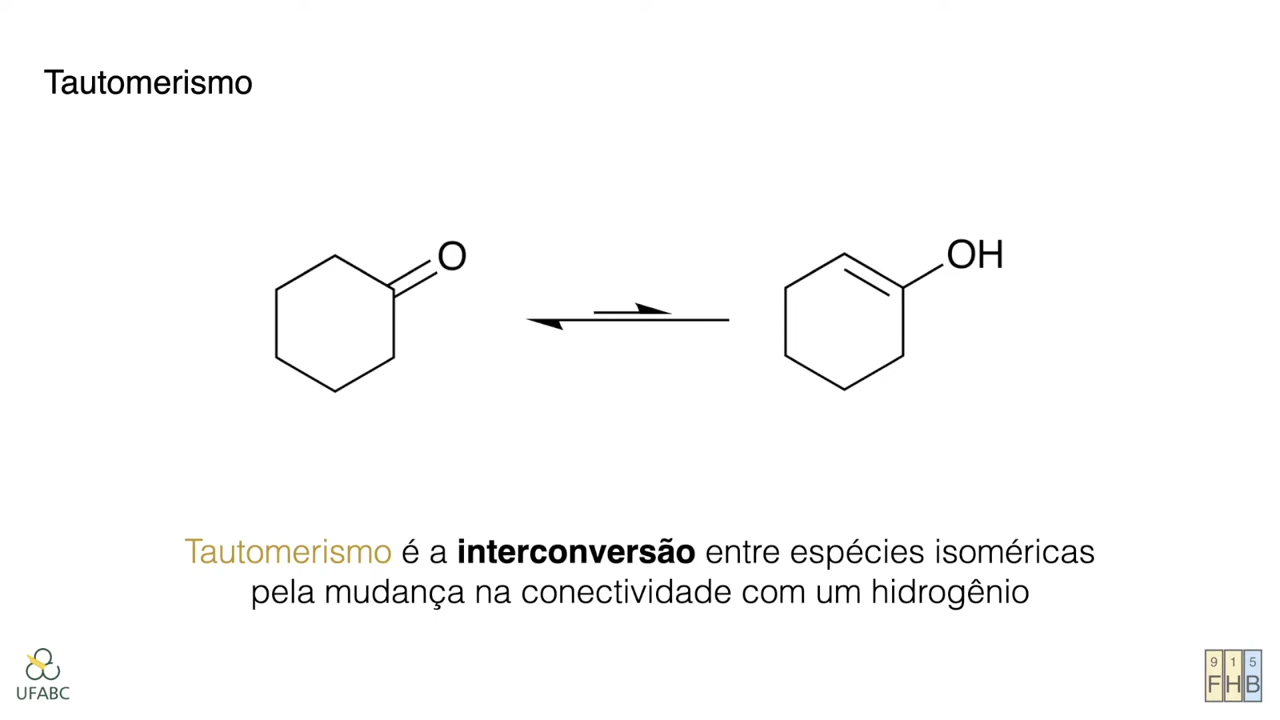 Tautomerismo
O
OH
Tautomerismo é a interconversão entre espécies isoméricas
pela mudança na conectividade com um hidrogênio
UFABC
9 1 5
F H B